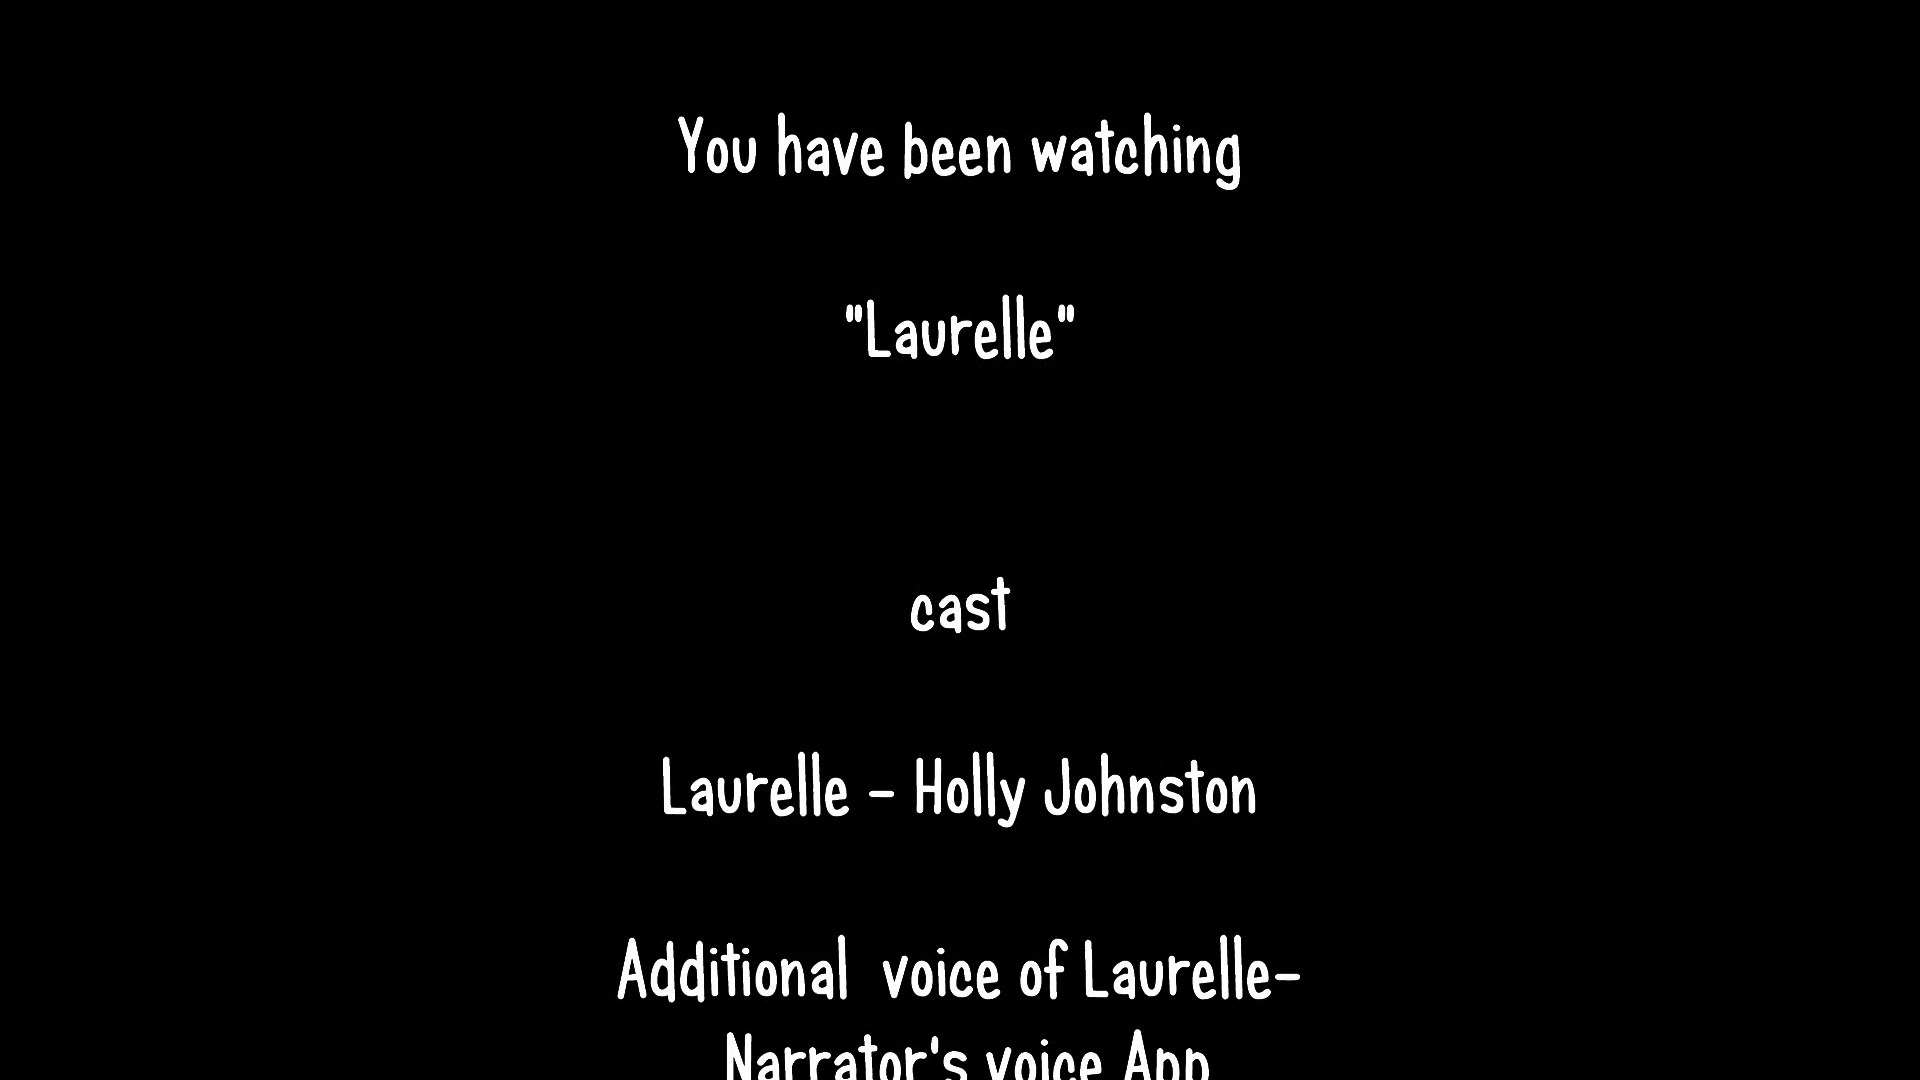 You have been watching
"Laurelle"
cast
Laurelle - Holly Johnston
Additional  voice of Laurelle-
Narrator's voice App